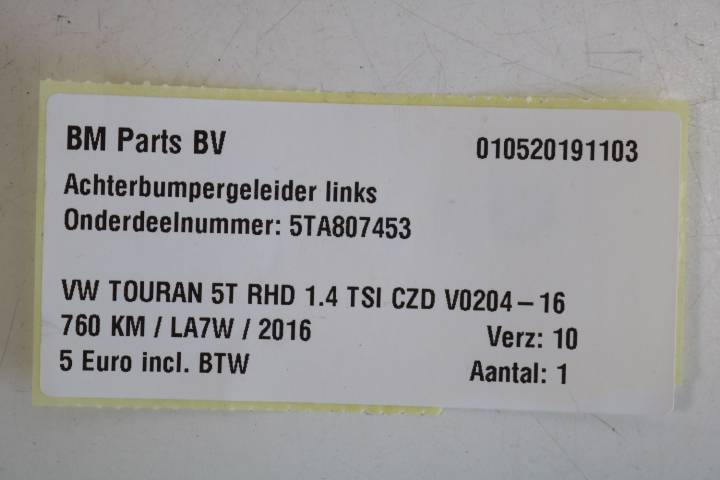 BM Parts BV 010520191103
Achterbumpergeleider links
Onderdeelnummer: 5TA807453
VW TOURAN 5T RHD 1.4 TSI CZD V0204-16
760 KM / LA7W / 2016 Verz: 10
5 Euro incl. BTW Aantal: 1